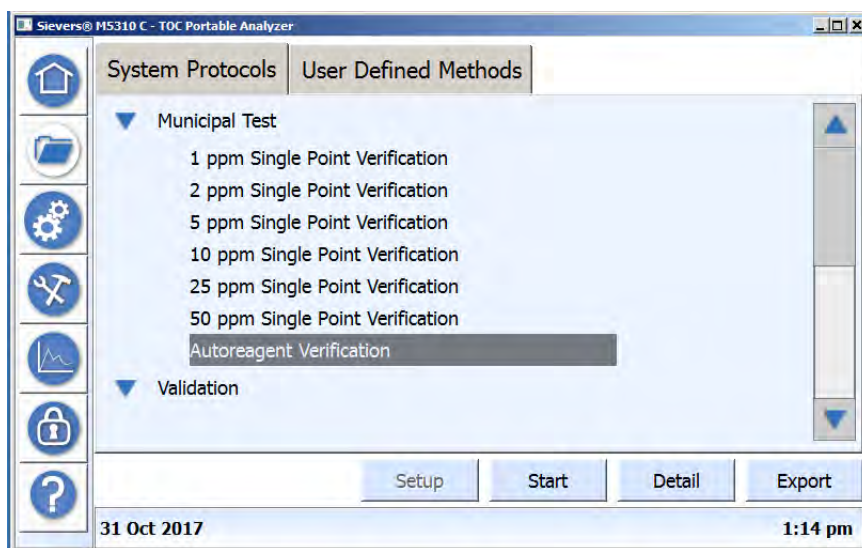 Sievers® M5310 C - TOC Portable Analyzer
System Protocols
User Defined Methods
Municipal Test
1 ppm Single Point Verification
2 ppm Single Point Verification
5 ppm Single Point Verification
10 ppm Single Point Verification
25 ppm Single Point Verification
50 ppm Single Point Verification
Autoreagent Verification
Validation
?
Setup
Start
Detail
Export
31 Oct 2017
1:14 pm